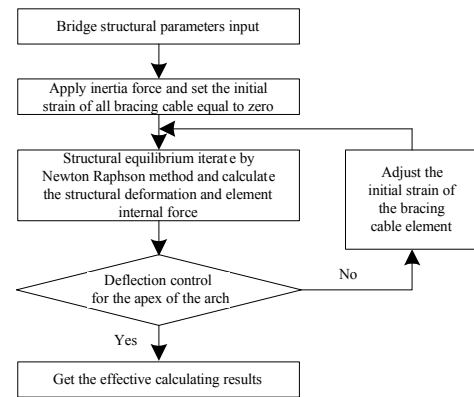 Bridge structural parameters input
Apply inertia force and set the initial
strain of all bracing cable equal to zero
Structural equilibrium iterate by
Newton Raphson method and calculate
the structural deformation and element
internal force
Adjust the
initial strain of
the bracing
cable element
Deflection control
for the apex of the arch
No
Yes
Get the effective calculating results